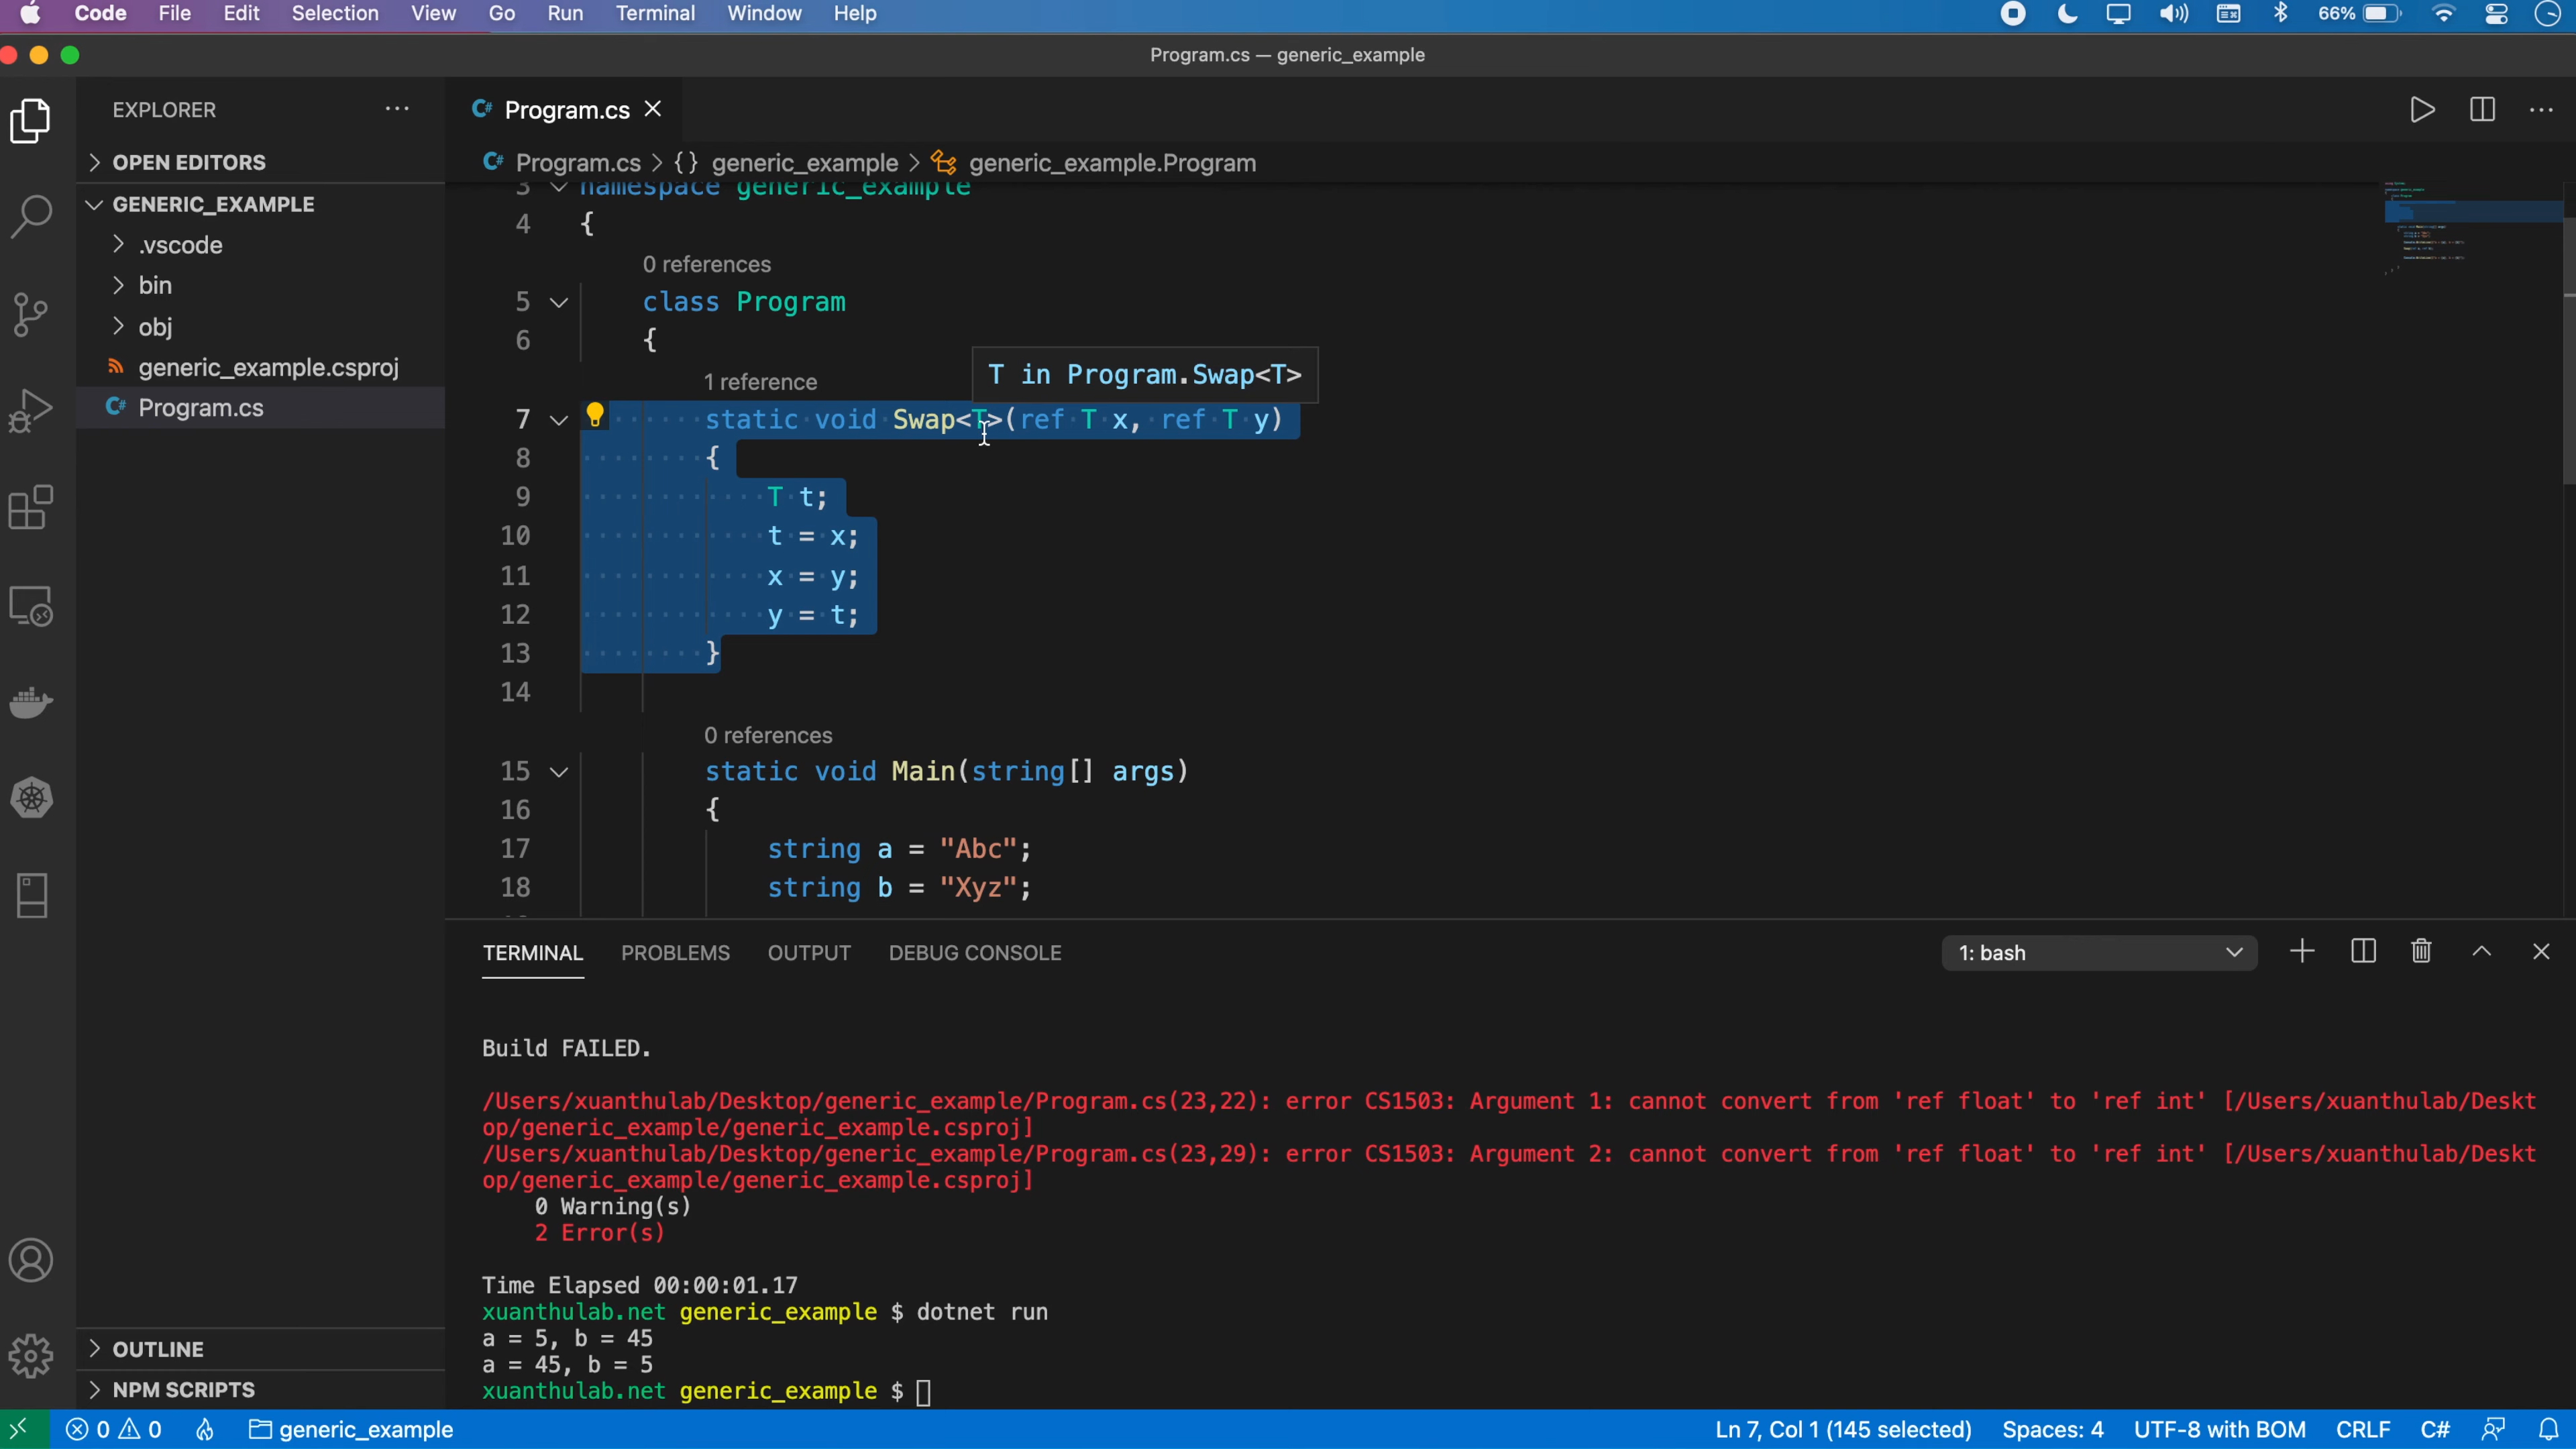 Code File Edit Selection View Go Run Terminal Window Help 66%
Program.cs — generic_example
EXPLORER
OPEN EDITORS
GENERIC_EXAMPLE
.vscode
bin
obj
generic_example.csproj
C# Program.cs
C# Program.cs
C# Program.cs > {} generic_example > generic_example.Program
3 namespace generic_example
4 {
0 references
5 class Program
6 {
T in Program.Swap<T>
1 reference
7 static void Swap<T>(ref T x, ref T y)
8 {
9 T t;
10 t = x;
11 x = y;
12 y = t;
13 }
14
0 references
15 static void Main(string[] args)
16 {
17 string a = "Abc";
18 string b = "Xyz";
TERMINAL PROBLEMS OUTPUT DEBUG CONSOLE 1: bash
Build FAILED.
/Users/xuanthulab/Desktop/generic_example/Program.cs(23,22): error CS1503: Argument 1: cannot convert from 'ref float' to 'ref int' [/Users/xuanthulab/Deskt
op/generic_example/generic_example.csproj]
/Users/xuanthulab/Desktop/generic_example/Program.cs(23,29): error CS1503: Argument 2: cannot convert from 'ref float' to 'ref int' [/Users/xuanthulab/Deskt
op/generic_example/generic_example.csproj]
0 Warning(s)
2 Error(s)
Time Elapsed 00:00:01.17
xuanthulab.net generic_example $ dotnet run
a = 5, b = 45
a = 45, b = 5
xuanthulab.net generic_example $
OUTLINE
NPM SCRIPTS
0 0 generic_example Ln 7, Col 1 (145 selected) Spaces: 4 UTF-8 with BOM CRLF C#